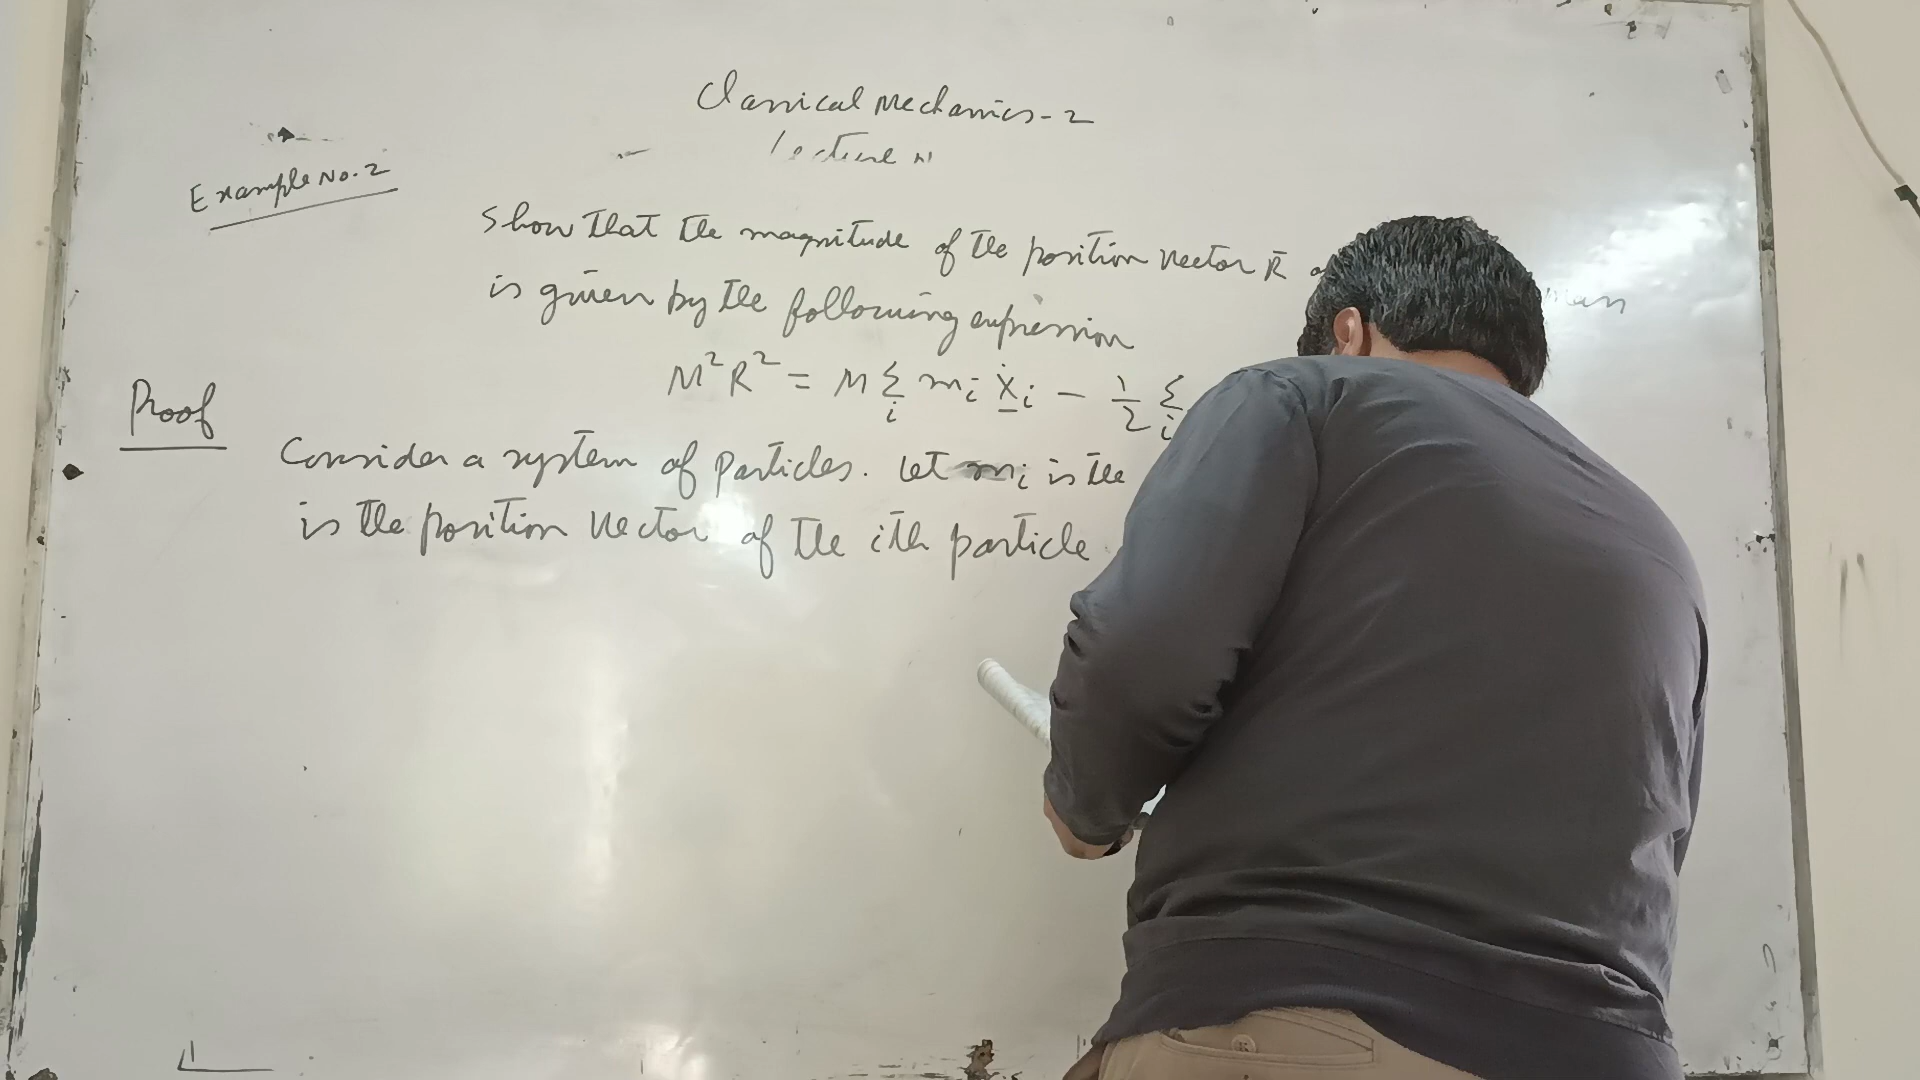 Classical Mechanics-2
Lecture
Example No. 2
Show that the magnitude of the position vector R̄
is given by the following expression
M²R² = M Σᵢ mᵢ ẋ̲ᵢ - 1/2 Σᵢ
Proof
Consider a system of particles. Let mᵢ is the
is the position vector of the ith particle